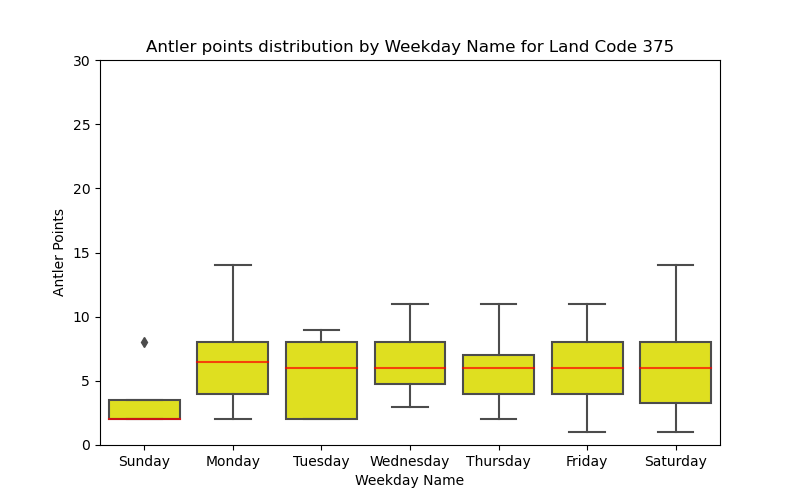 Antler points distribution by Weekday Name for Land Code 375
30
25
20
15
10
5
0
Antler Points
Sunday Monday Tuesday Wednesday Thursday Friday Saturday
Weekday Name